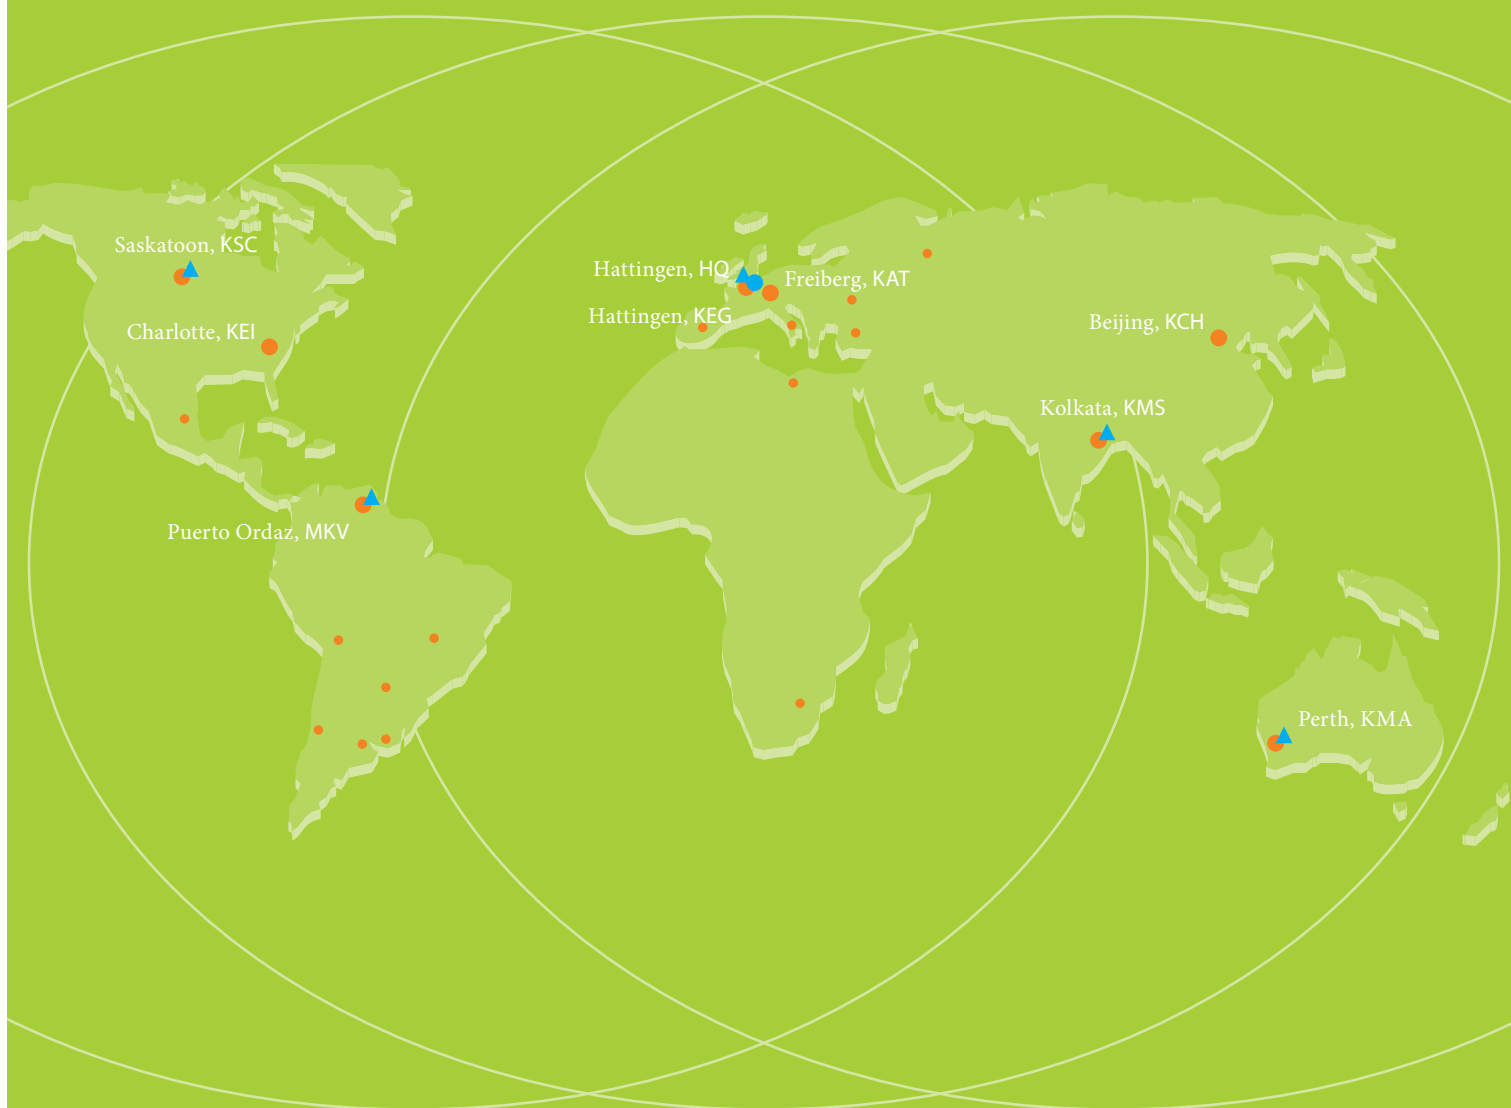 Saskatoon, KSC
Hattingen, HQ
Freiberg, KAT
Hattingen, KEG
Beijing, KCH
Charlotte, KEI
Kolkata, KMS
Puerto Ordaz, MKV
Perth, KMA